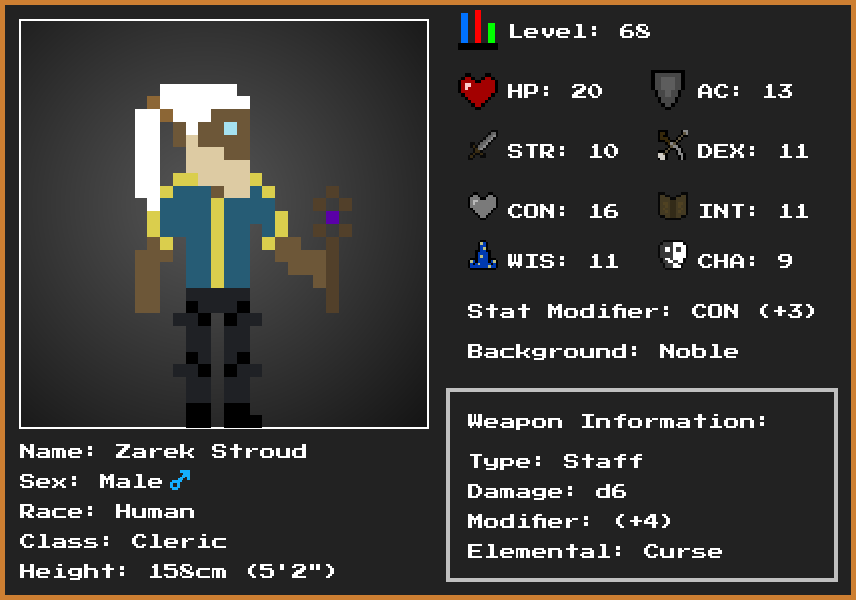 Level: 68
HP: 20 AC: 13
STR: 10 DEX: 11
CON: 16 INT: 11
WIS: 11 CHA: 9
Stat Modifier: CON (+3)
Background: Noble
Weapon Information:
Type: Staff
Damage: d6
Modifier: (+4)
Elemental: Curse
Name: Zarek Stroud
Sex: Male ♂
Race: Human
Class: Cleric
Height: 158cm (5'2")